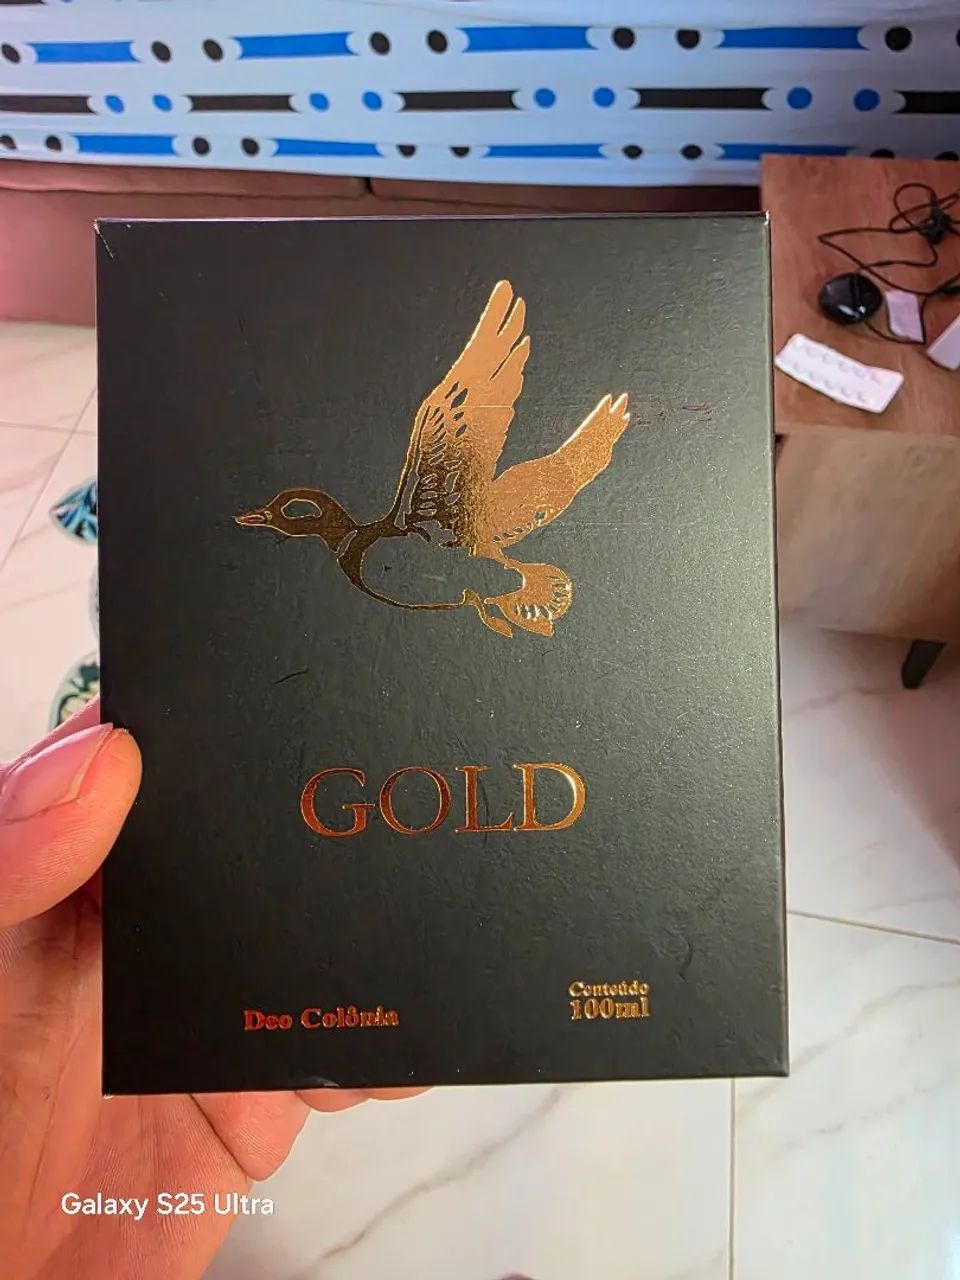 GOLD
Deo Colônia
Conteúdo
100ml
Galaxy S25 Ultra